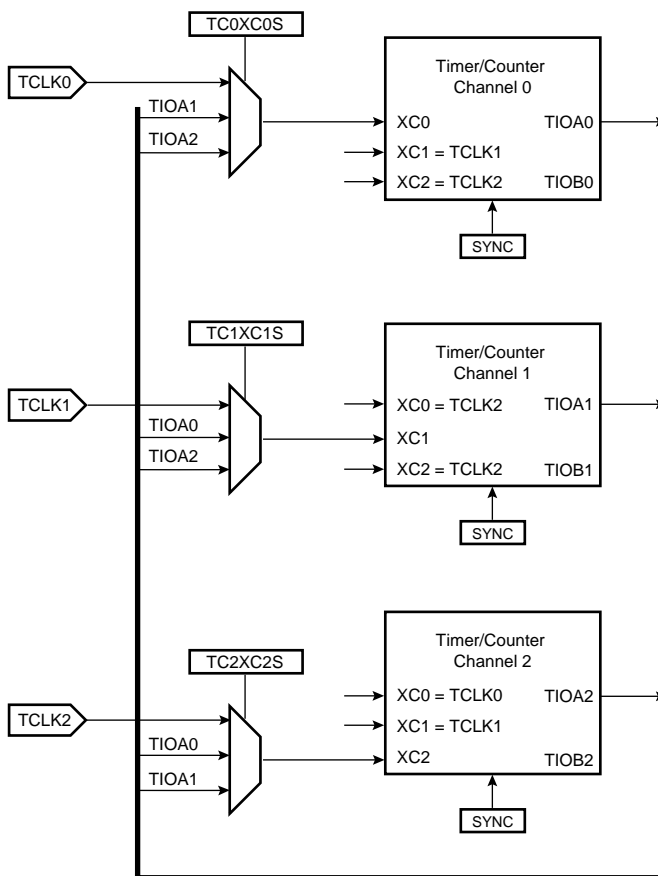 TC0XC0S
TCLK0
TIOA1
TIOA2
Timer/Counter
Channel 0
XC0
TIOA0
XC1 = TCLK1
XC2 = TCLK2
TIOB0
SYNC
TC1XC1S
TCLK1
TIOA0
TIOA2
Timer/Counter
Channel 1
XC0 = TCLK2
TIOA1
XC1
XC2 = TCLK2
TIOB1
SYNC
TC2XC2S
TCLK2
TIOA0
TIOA1
Timer/Counter
Channel 2
XC0 = TCLK0
TIOA2
XC1 = TCLK1
XC2
TIOB2
SYNC